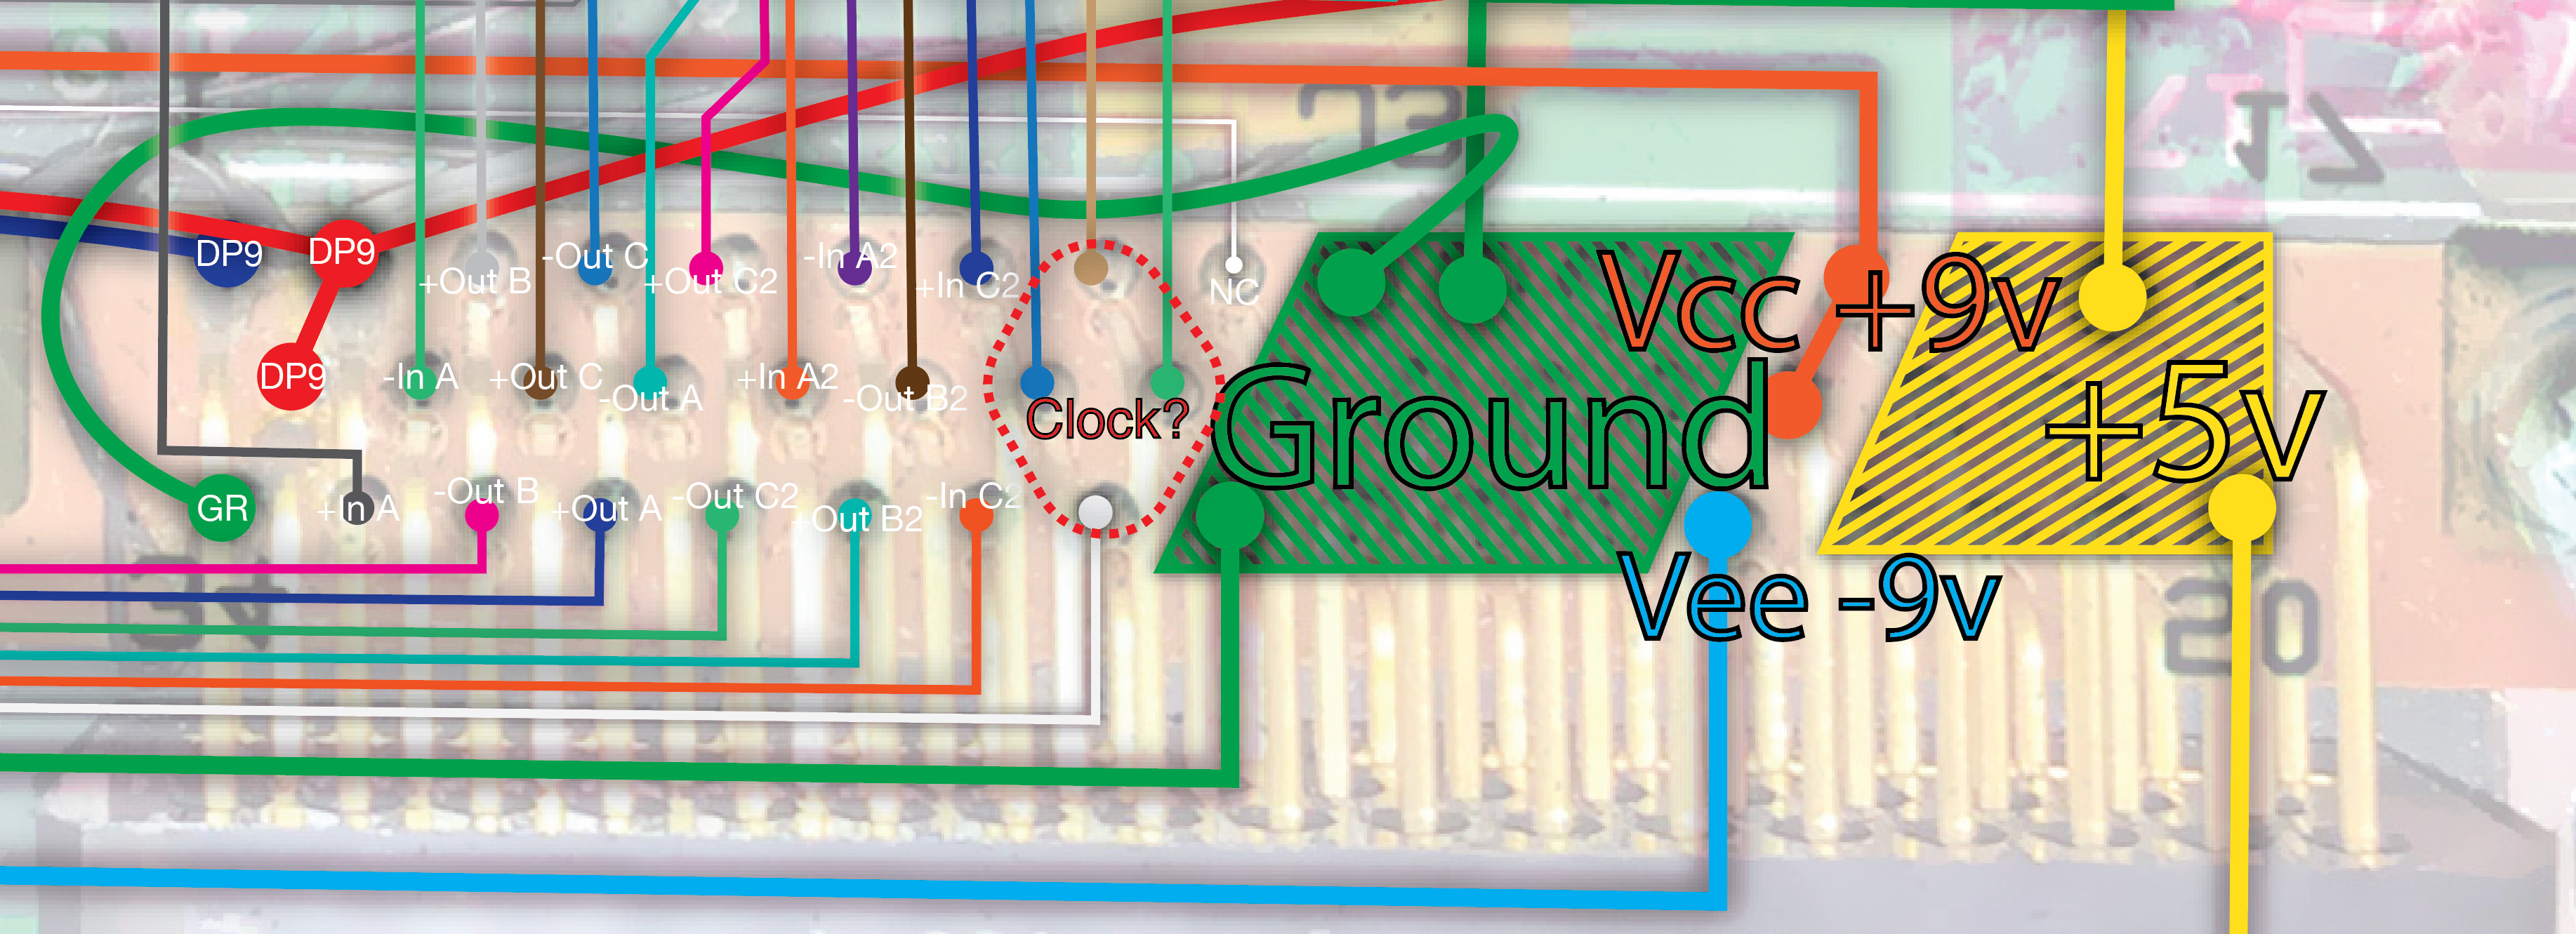 DP9
DP9
+Out B
-Out C
+Out C2
-In A2
+In C2
NC
Vcc +9v
DP9
-In A
+Out C
-Out A
+In A2
-Out B2
Clock?
Ground
+5v
GR
+In A
-Out B
+Out A
-Out C2
+Out B2
-In C2
Vee -9v
34
20